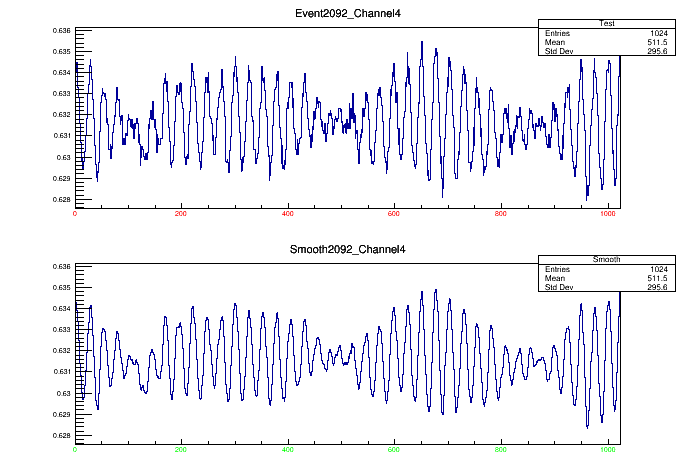 Event2092_Channel4
Test
Entries 1024
Mean 511.5
Std Dev 295.6
0.636
0.635
0.634
0.633
0.632
0.631
0.63
0.629
0.628
0 200 400 600 800 1000
Smooth2092_Channel4
Smooth
Entries 1024
Mean 511.5
Std Dev 295.6
0.636
0.635
0.634
0.633
0.632
0.631
0.63
0.629
0.628
0 200 400 600 800 1000